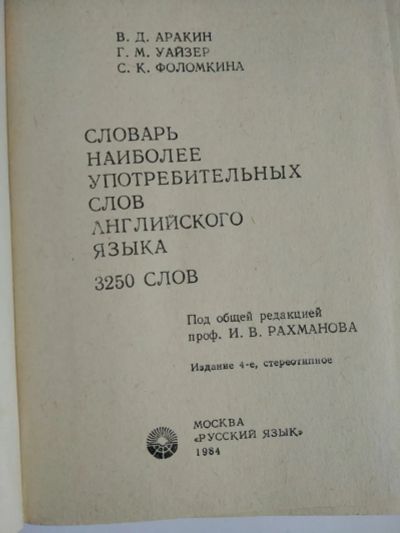 В. Д. АРАКИН
Г. М. УАЙЗЕР
С. К. ФОЛОМКИНА
СЛОВАРЬ
НАИБОЛЕЕ
УПОТРЕБИТЕЛЬНЫХ
СЛОВ
АНГЛИЙСКОГО
ЯЗЫКА
3250 СЛОВ
Под общей редакцией
проф. И. В. РАХМАНОВА
Издание 4-е, стереотипное
МОСКВА
«РУССКИЙ ЯЗЫК»
1984